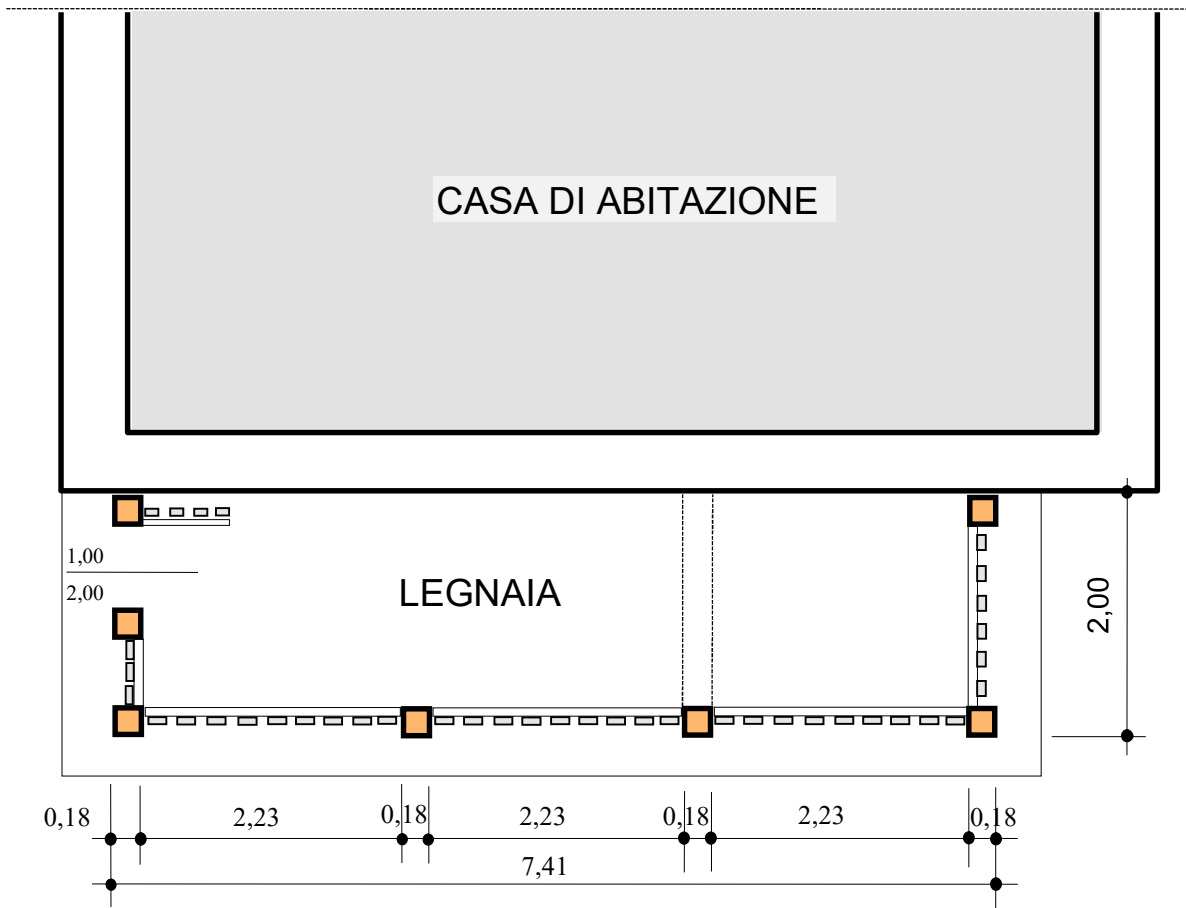 CASA DI ABITAZIONE
1,00
2,00
LEGNAIA
2,00
0,18 2,23 0,18 2,23 0,18 2,23 0,18
7,41